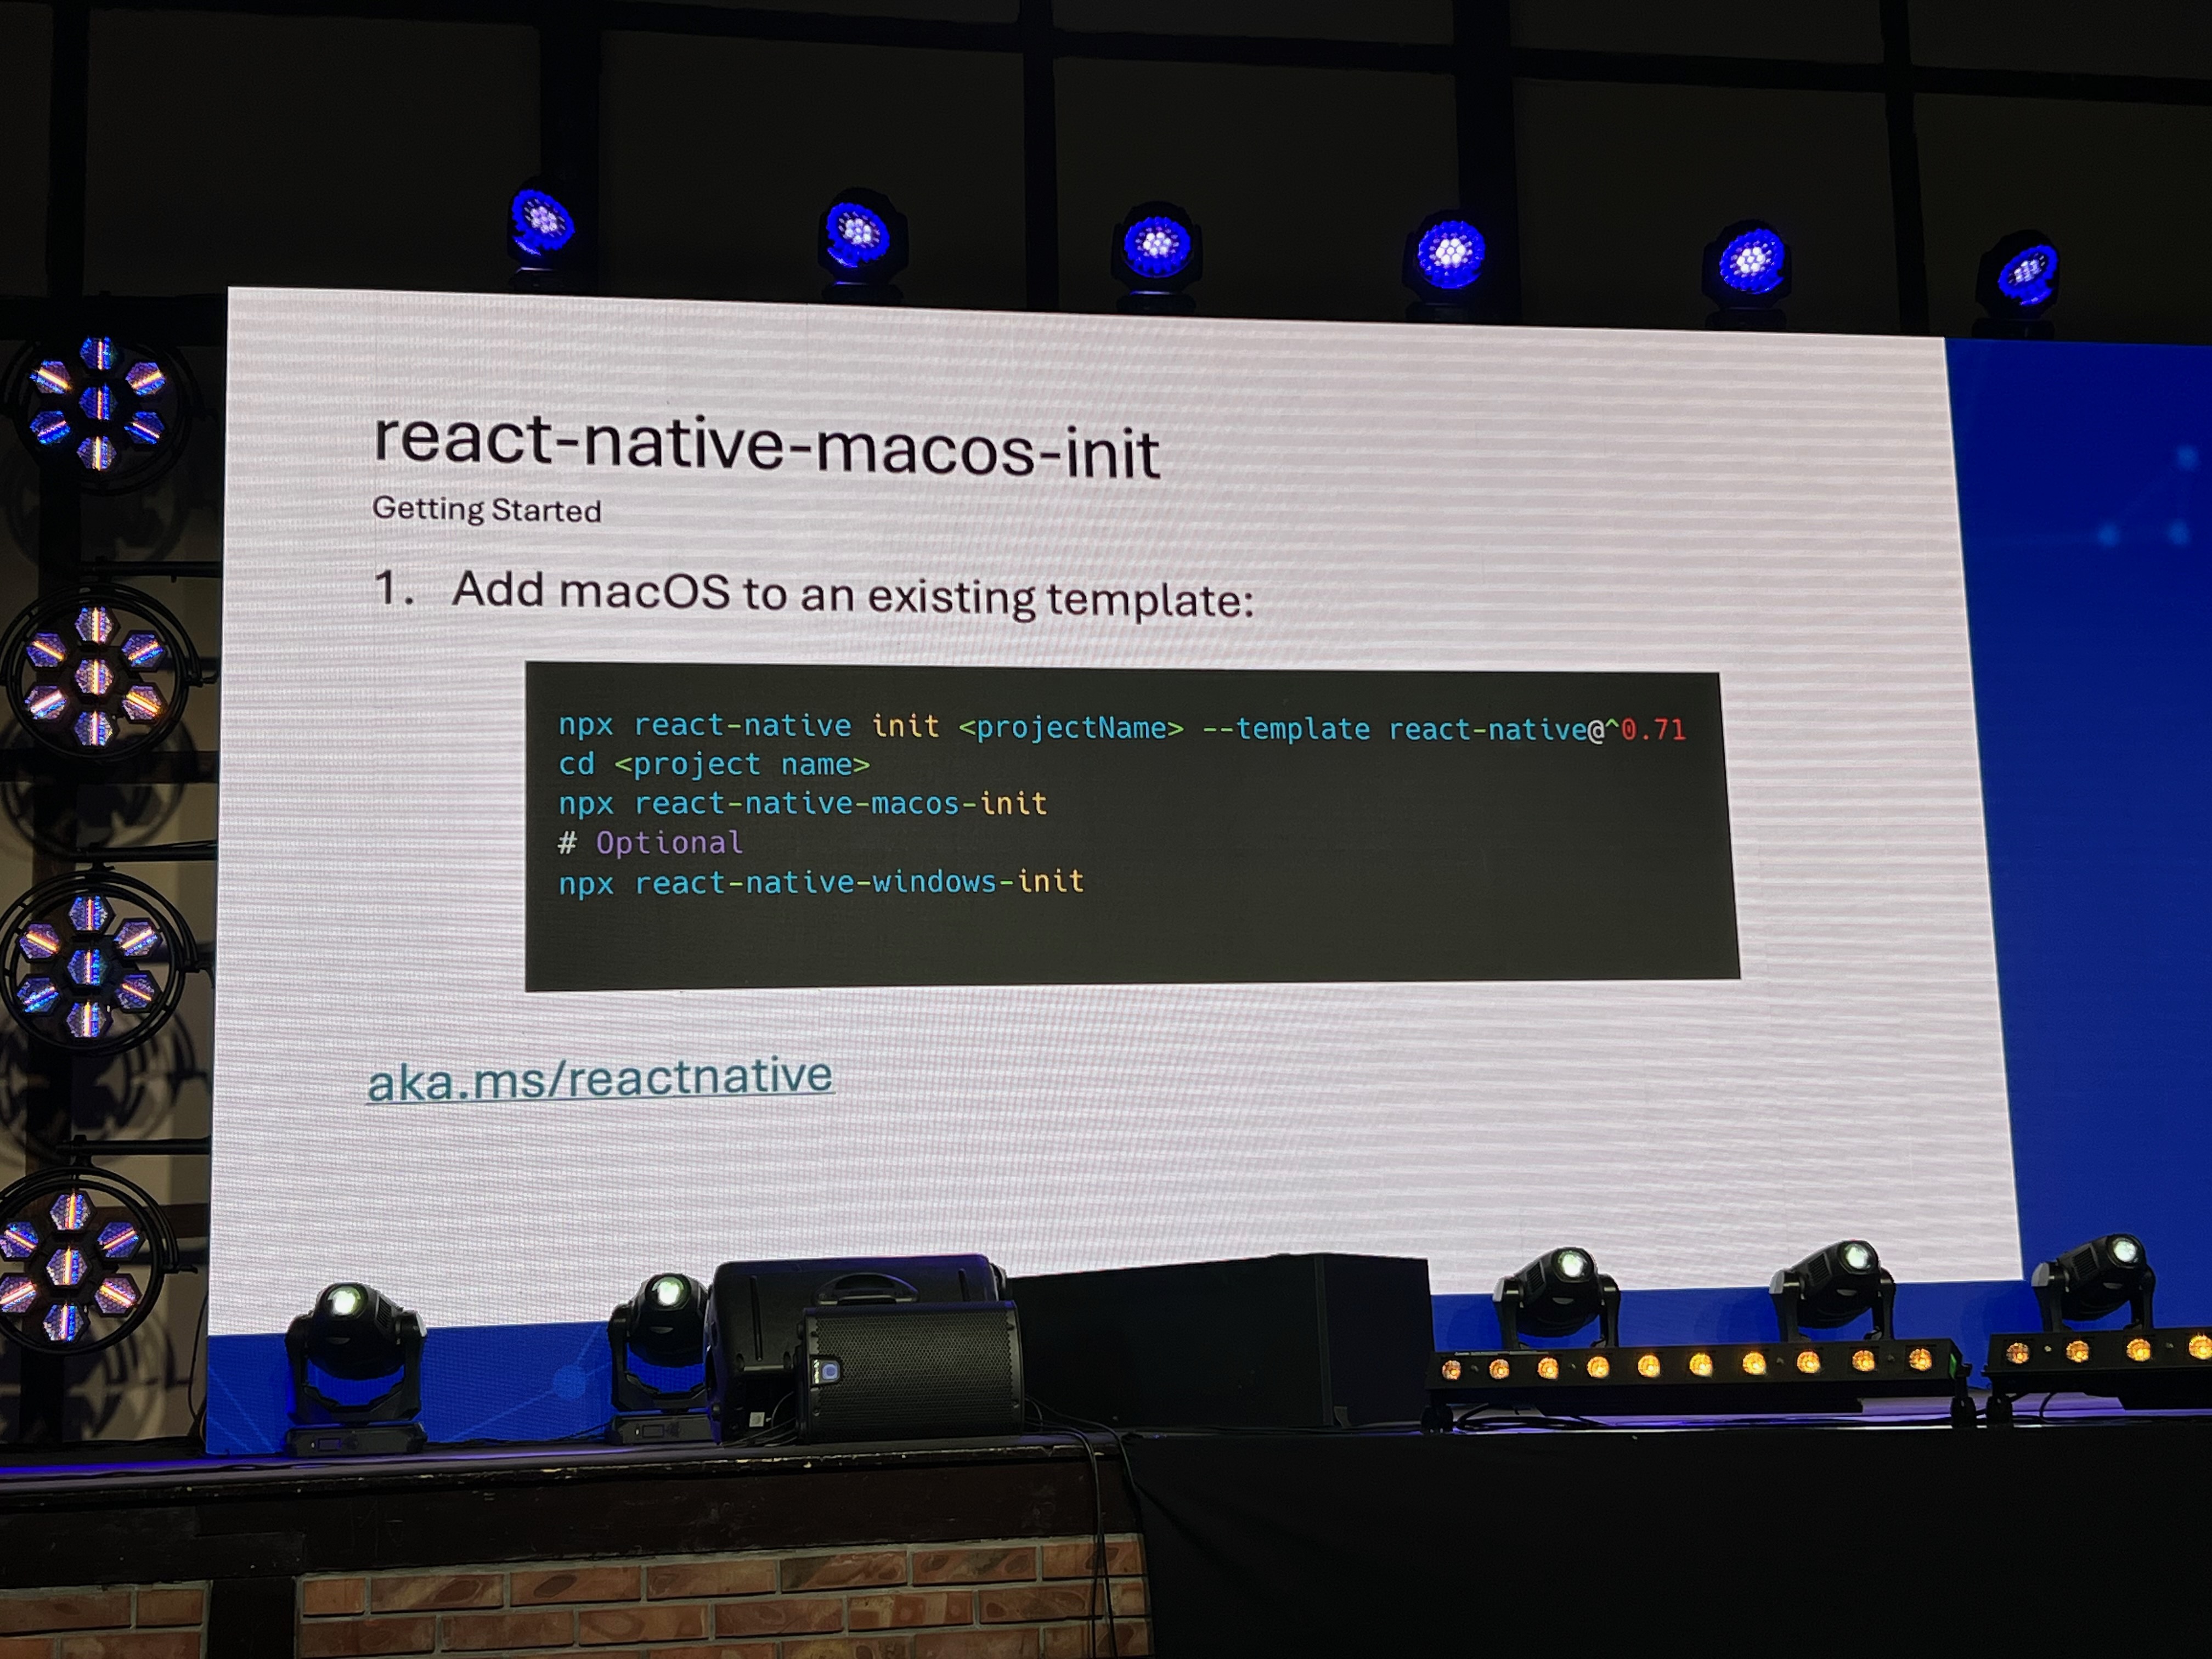 react-native-macos-init
Getting Started
1. Add macOS to an existing template:
npx react-native init <projectName> --template react-native@^0.71
cd <project name>
npx react-native-macos-init
# Optional
npx react-native-windows-init
aka.ms/reactnative